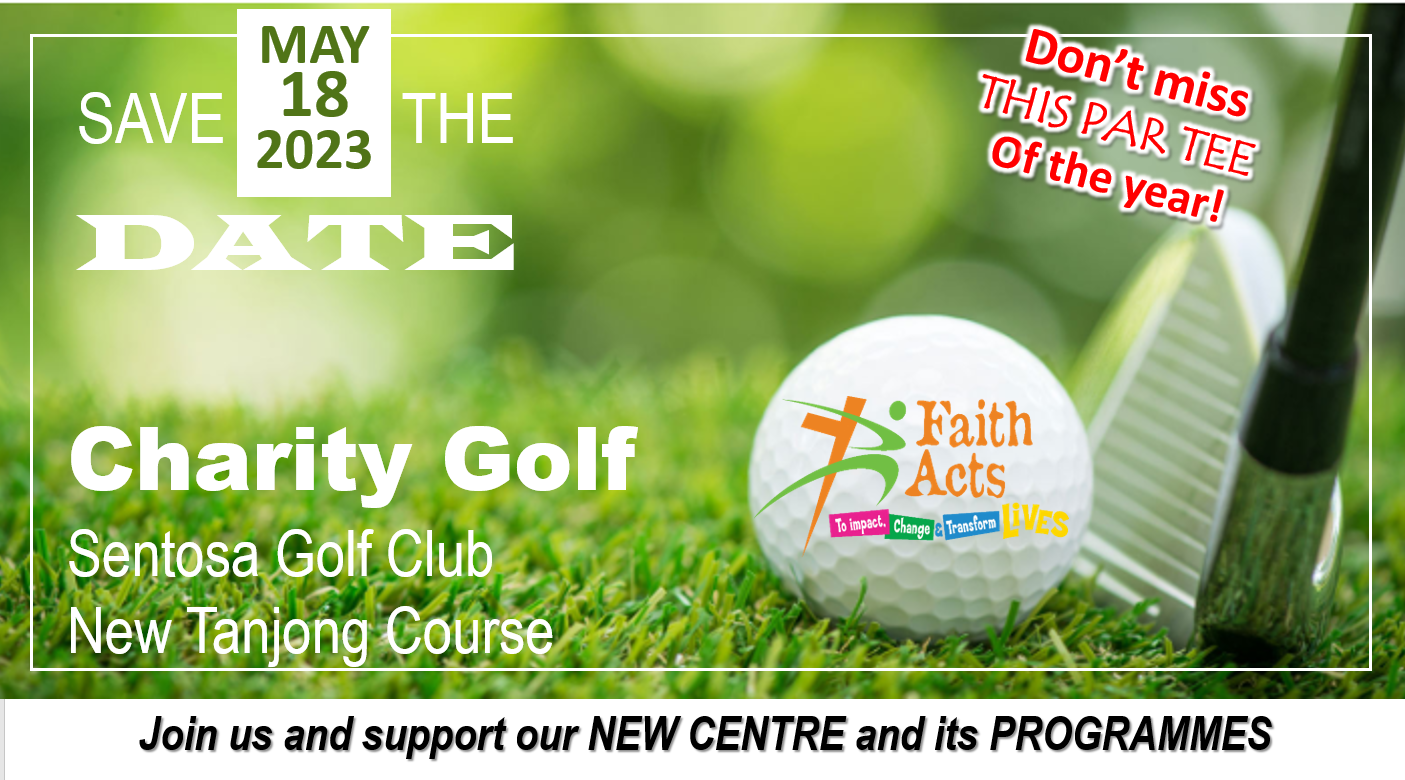 SAVE
MAY
18
2023
THE
DATE
Don't miss
THIS PAR TEE
Of the year!
Charity Golf
Sentosa Golf Club
New Tanjong Course
Faith
Acts
To impact, Change & Transform LiVES
Join us and support our NEW CENTRE and its PROGRAMMES